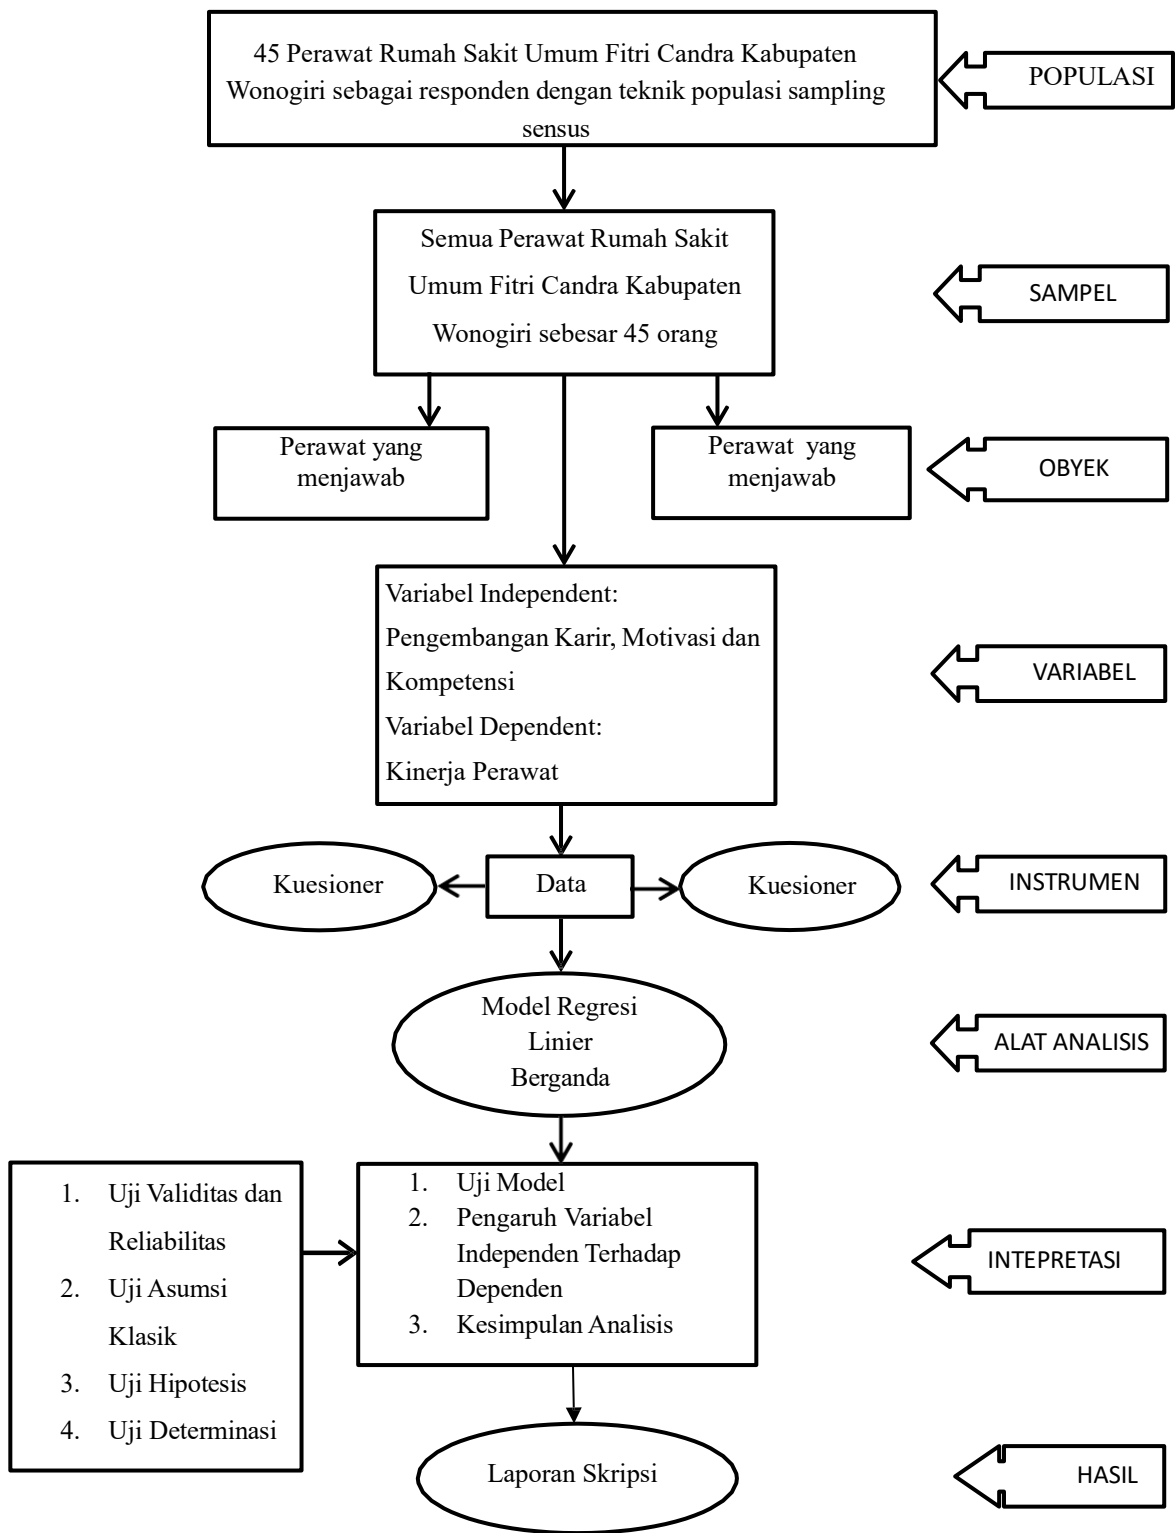 45 Perawat Rumah Sakit Umum Fitri Candra Kabupaten
Wonogiri sebagai responden dengan teknik populasi sampling
sensus
POPULASI
Semua Perawat Rumah Sakit
Umum Fitri Candra Kabupaten
Wonogiri sebesar 45 orang
SAMPEL
Perawat yang
menjawab
Perawat yang
menjawab
OBYEK
Variabel Independent:
Pengembangan Karir, Motivasi dan
Kompetensi
Variabel Dependent:
Kinerja Perawat
VARIABEL
Kuesioner
Data
Kuesioner
INSTRUMEN
Model Regresi
Linier
Berganda
ALAT ANALISIS
1. Uji Validitas dan
Reliabilitas
2. Uji Asumsi
Klasik
3. Uji Hipotesis
4. Uji Determinasi
1. Uji Model
2. Pengaruh Variabel
Independen Terhadap
Dependen
3. Kesimpulan Analisis
INTEPRETASI
Laporan Skripsi
HASIL